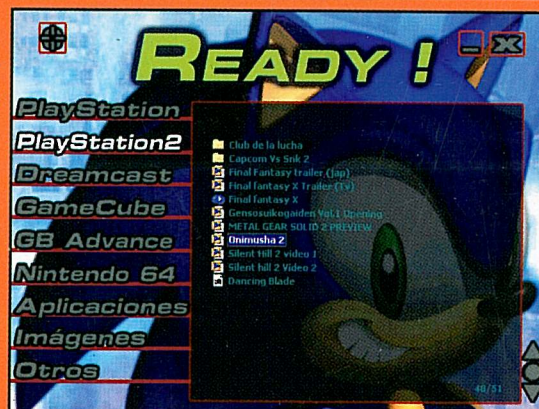 READY !
PlayStation
PlayStation2
Dreamcast
GameCube
GB Advance
Nintendo 64
Aplicaciones
Imágenes
Otros
Club de la lucha
Capcom Vs Snk 2
Final Fantasy trailer (jap)
Final fantasy X Trailer (Tv)
Final fantasy X
Gensosuikogaiden Vol.1 Opening
METAL GEAR SOLID 2 PREVIEW
Onimusha 2
Silent Hill 2 video 1
Silent hill 2 Video 2
Dancing Blade
48/51